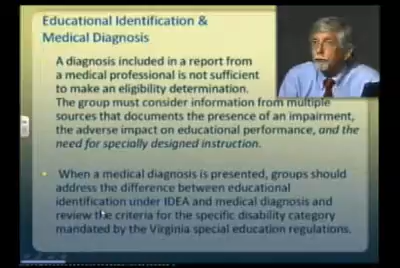 Educational Identification &
Medical Diagnosis
A diagnosis included in a report from
a medical professional is not sufficient
to make an eligibility determination.
The group must consider information from multiple
sources that documents the presence of an impairment,
the adverse impact on educational performance, and the
need for specially designed instruction.
• When a medical diagnosis is presented, groups should
address the difference between educational
identification under IDEA and medical diagnosis and
review the criteria for the specific disability category
mandated by the Virginia special education regulations.